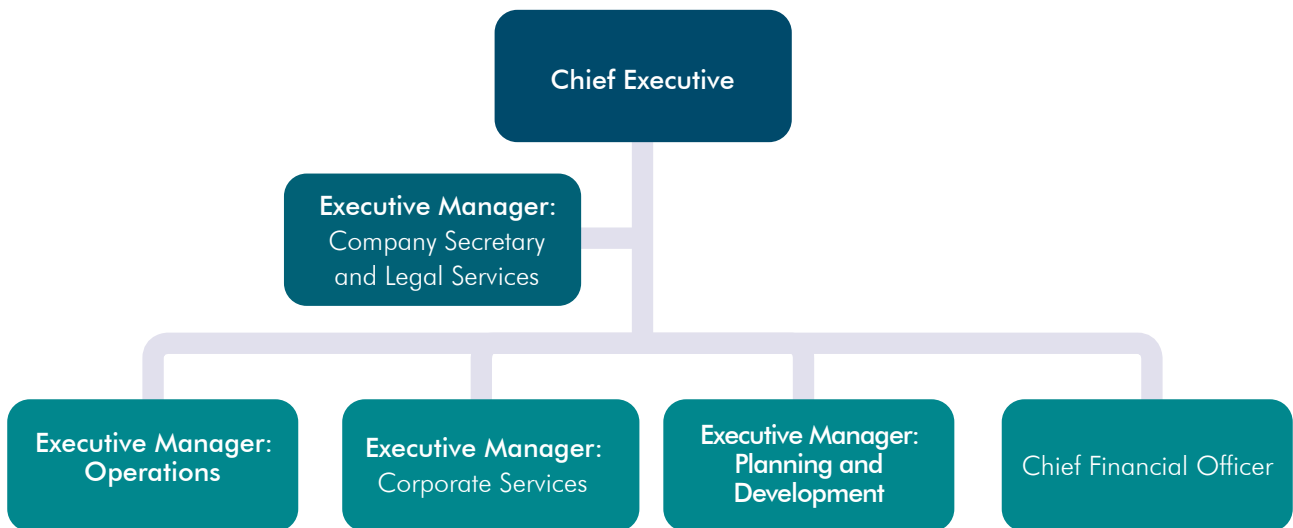 Chief Executive
Executive Manager:
Company Secretary
and Legal Services
Executive Manager:
Operations
Executive Manager:
Corporate Services
Executive Manager:
Planning and
Development
Chief Financial Officer